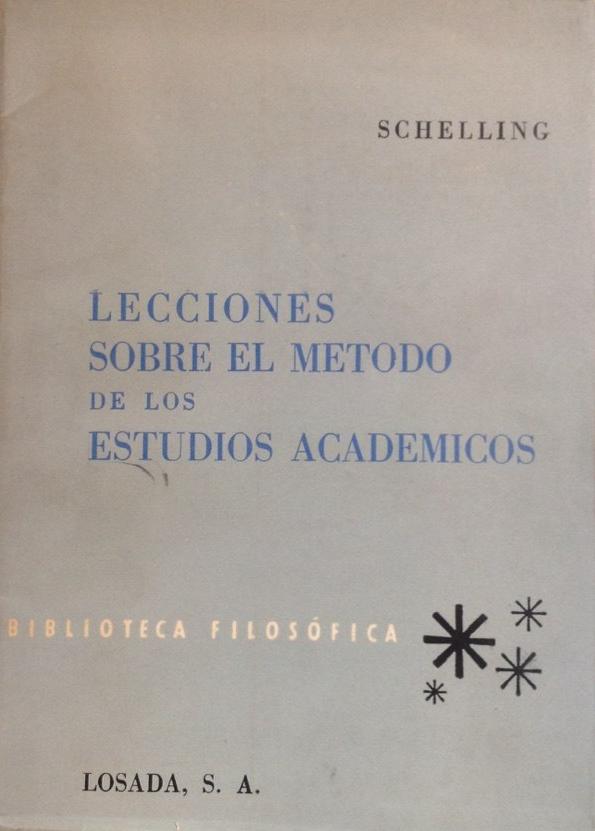 SCHELLING
LECCIONES
SOBRE EL METODO
DE LOS
ESTUDIOS ACADEMICOS
BIBLIOTECA FILOSÓFICA
LOSADA, S. A.